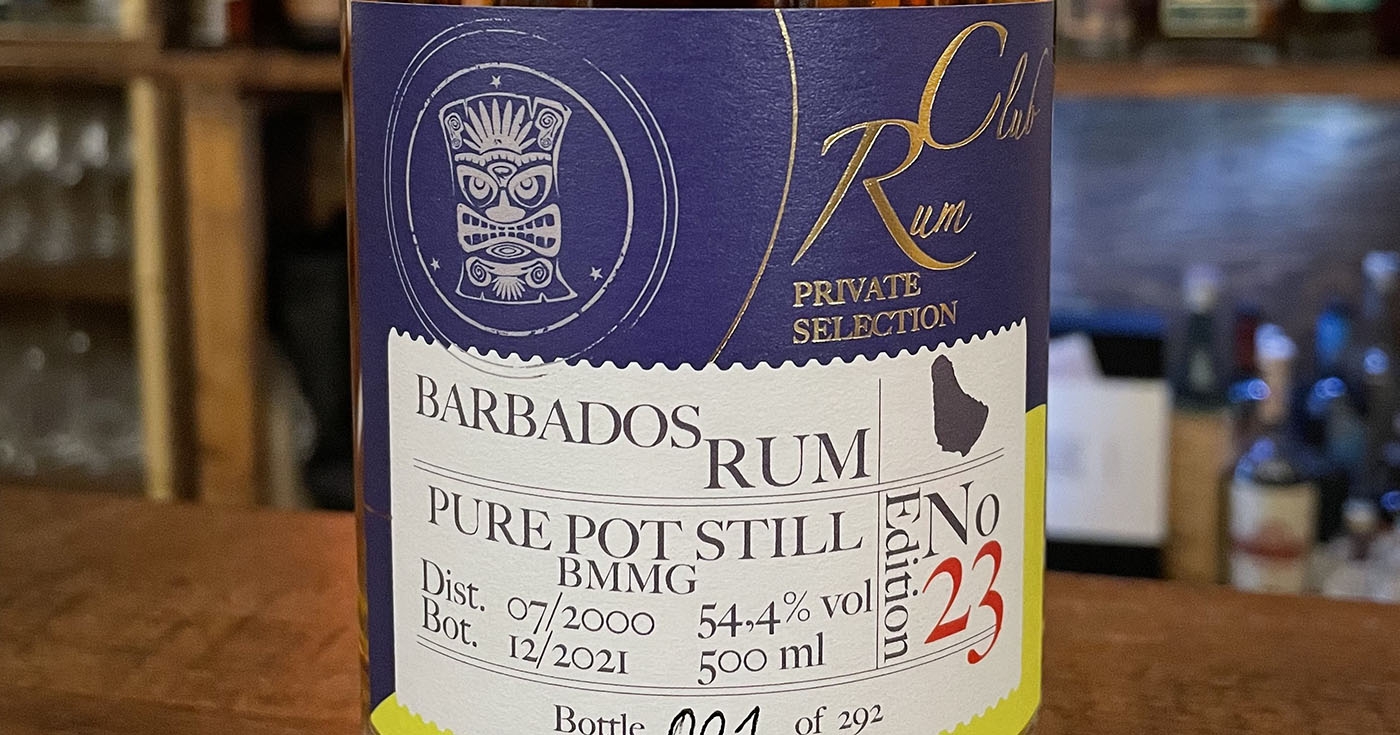 Rum Club
PRIVATE
SELECTION
BARBADOS RUM
PURE POT STILL
BMMG
Edition No 23
Dist. 07/2000 54,4% vol
Bot. 12/2021 500 ml
Bottle 001 of 292